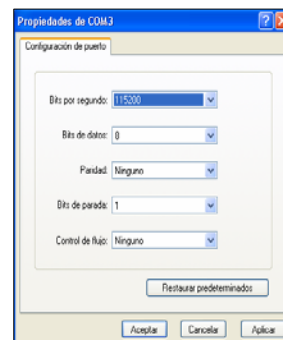 Propiedades de COM3
Configuración de puerto
Bits por segundo: 115200
Bits de datos: 8
Paridad: Ninguno
Bits de parada: 1
Control de flujo: Ninguno
Restaurar predeterminados
Aceptar Cancelar Aplicar